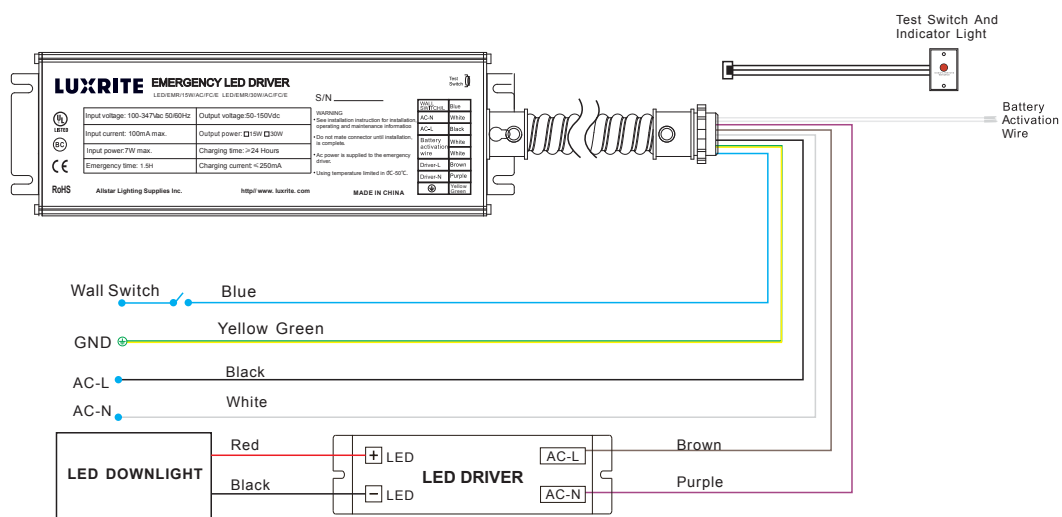 Test Switch And
Indicator Light
LUXRITE EMERGENCY LED DRIVER
LED/EMR/15W/AC/FC/E LED/EMR/30W/AC/FC/E
S/N
Test
Switch
UL
LISTED
BC
CE
RoHS
Input voltage: 100-347Vac 50/60Hz Output voltage:50-150Vdc
Input current: 100mA max. Output power: □15W □30W
Input power:7W max. Charging time: ≥24 Hours
Emergency time: 1.5H Charging current: ≤250mA
Allstar Lighting Supplies Inc. http// www. luxrite. com MADE IN CHINA
WARNING
• See installation instruction for installation, operating and maintenance information
• Do not mate connector unitl installation. is complete.
• Ac power is supplied to the emergency driver.
• Using temperature limited in 0℃-50℃.
WALL SWITCH/L Blue
AC-N White
AC-L Black
Battery activation wire White White
Driver-L Brown
Driver-N Purple
Yellow Green
Battery
Activation
Wire
Wall Switch Blue
GND Yellow Green
AC-L Black
AC-N White
LED DOWNLIGHT
Red
Black
+ LED
− LED
LED DRIVER
AC-L
AC-N
Brown
Purple